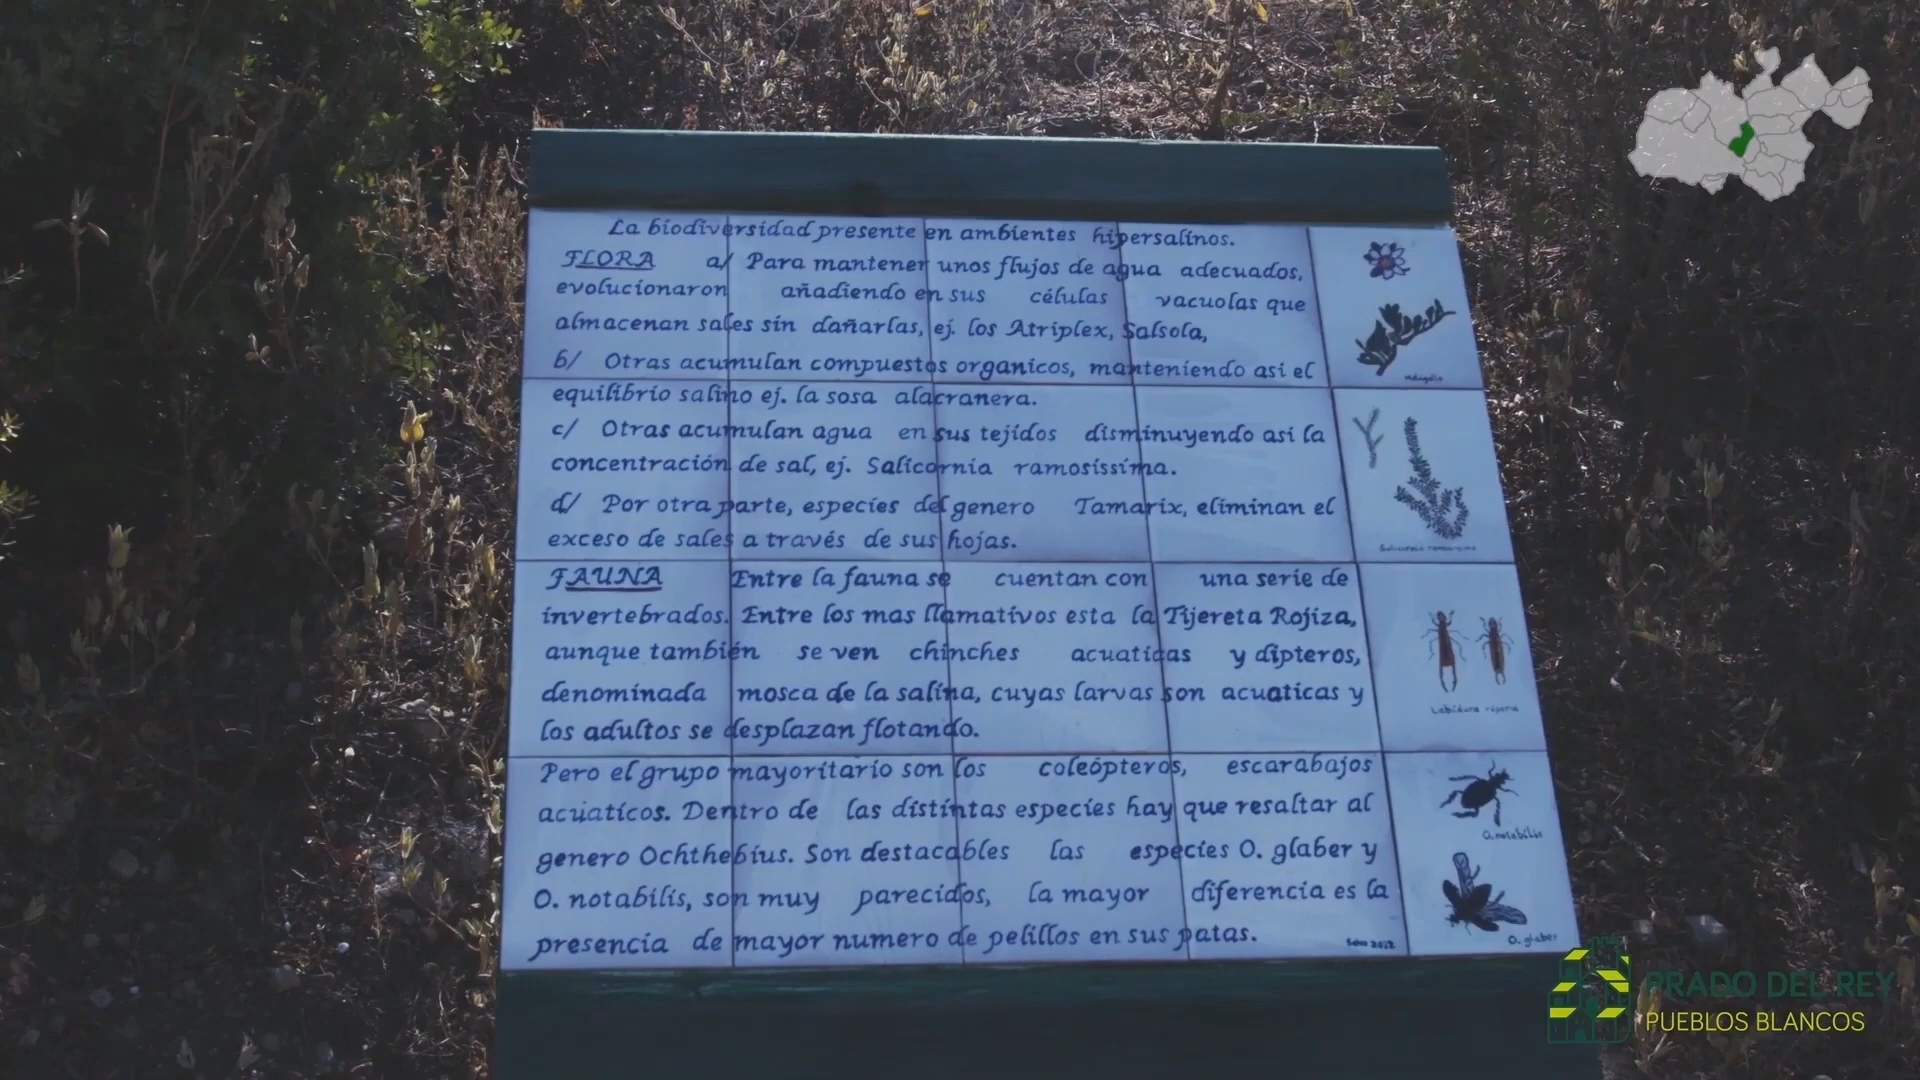 La biodiversidad presente en ambientes hipersalinos.
FLORA a/ Para mantener unos flujos de agua adecuados,
evolucionaron añadiendo en sus células vacuolas que
almacenan sales sin dañarlas, ej. los Atriplex, Salsola,
b/ Otras acumulan compuestos organicos, manteniendo asi el
equilibrio salino ej. la sosa alacranera.
c/ Otras acumulan agua en sus tejidos disminuyendo asi la
concentración de sal, ej. Salicornia ramosissima.
d/ Por otra parte, especies del genero Tamarix, eliminan el
exceso de sales a través de sus hojas.
Salicornia ramosissima
FAUNA Entre la fauna se cuentan con una serie de
invertebrados. Entre los mas llamativos esta la Tijereta Rojiza,
aunque también se ven chinches acuaticas y dipteros,
denominada mosca de la salina, cuyas larvas son acuaticas y
los adultos se desplazan flotando.
Labidura riparia
Pero el grupo mayoritario son los coleópteros, escarabajos
acuaticos. Dentro de las distintas especies hay que resaltar al
genero Ochthebius. Son destacables las especies O. glaber y
O. notabilis, son muy parecidos, la mayor diferencia es la
presencia de mayor numero de pelillos en sus patas.
O. notabilis
O. glaber
PRADO DEL REY
PUEBLOS BLANCOS